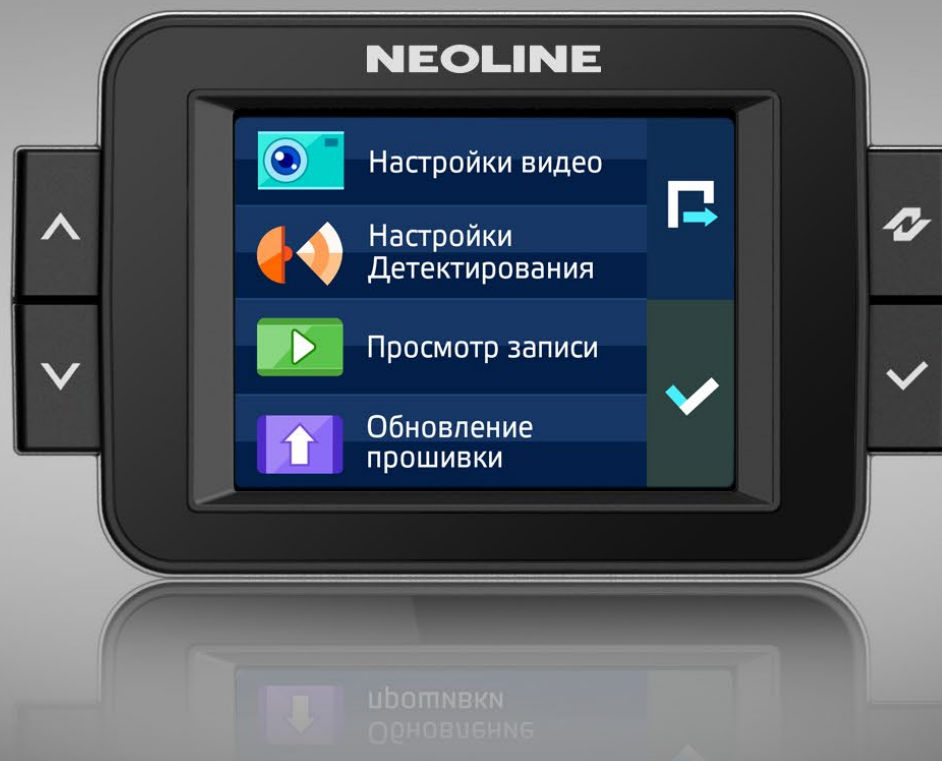 NEOLINE
Настройки видео
Настройки
Детектирования
Просмотр записи
Обновление
прошивки